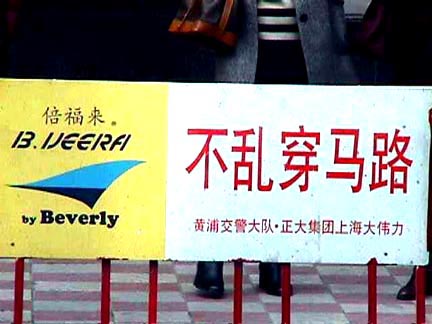 倍福来®
B.VEERA
by Beverly
不乱穿马路
黄浦交警大队·正大集团上海大伟力